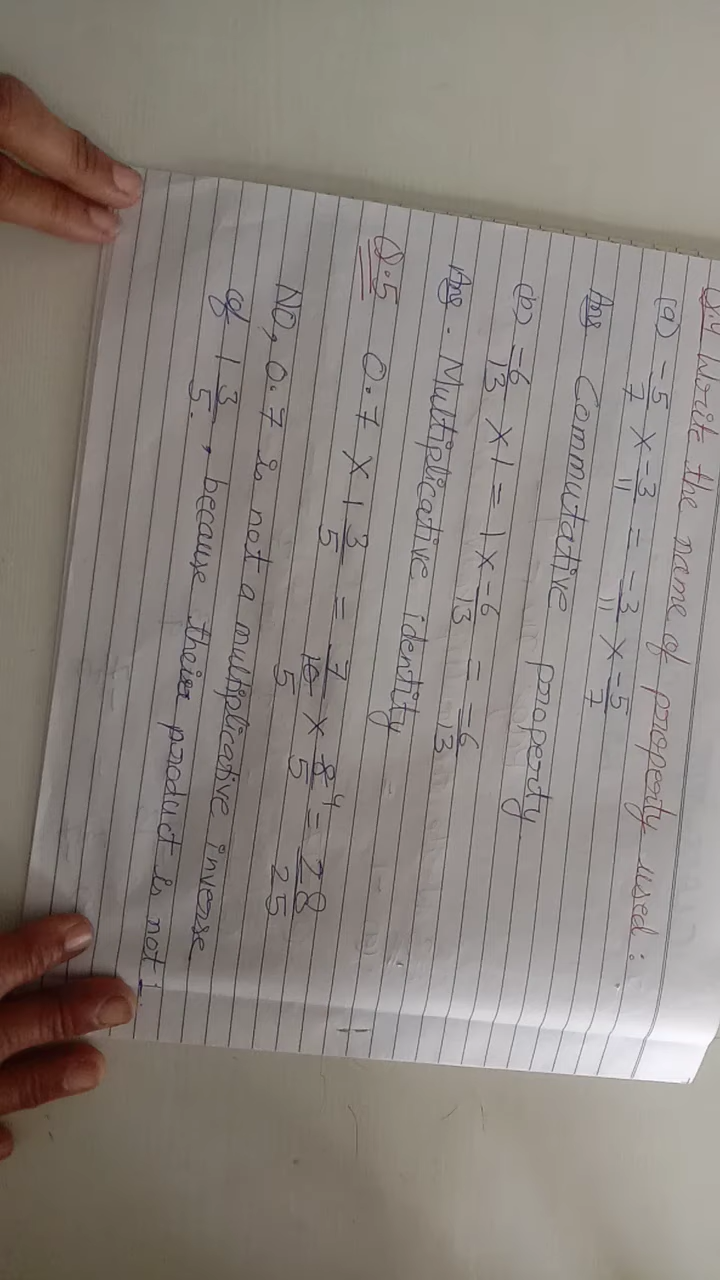 Q.4 Write the name of property used :
(a) -5/7 × -3/11 = -3/11 × -5/7
Ans Commutative property.
(b) -6/13 × 1 = 1 × -6/13 = -6/13
Ans. Multiplicative identity
Q.5 0.7 × 1 3/5 = 7/10 × 8/5 4 = 28/25
5
No, 0.7 is not a multiplicative inverse
of 1 3/5. because their product is not 1.